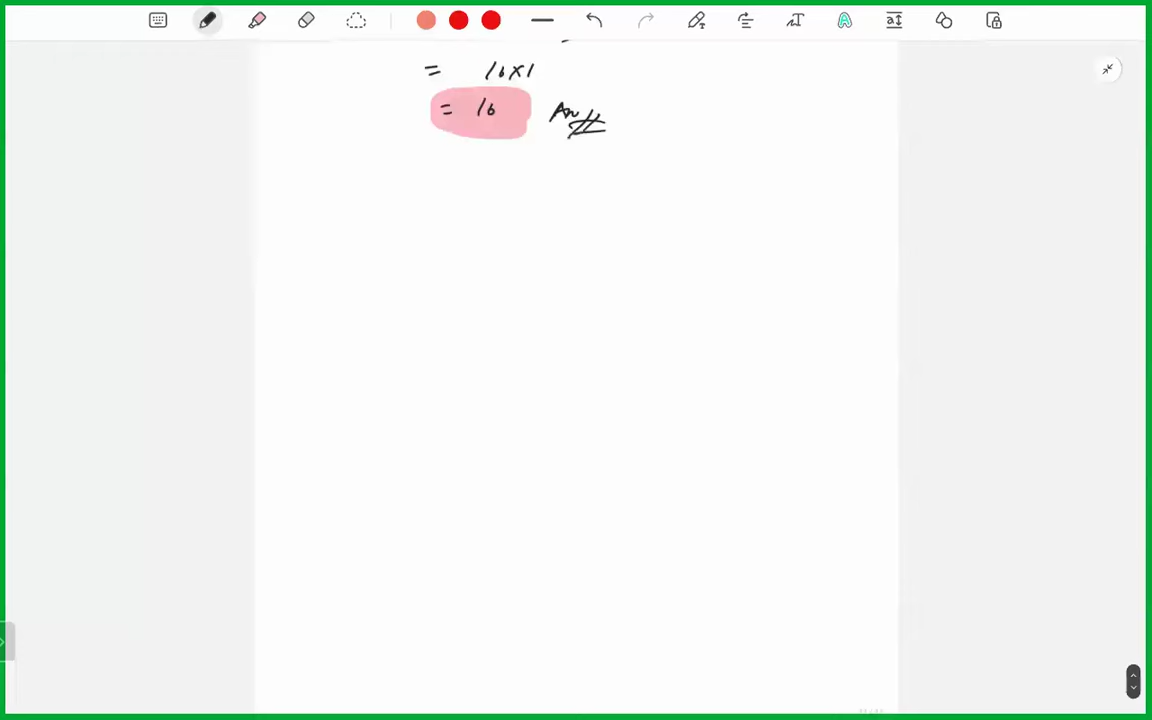 = 16×1
= 16 Ans